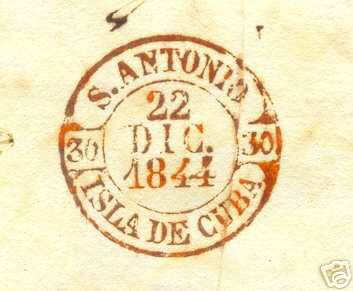 S. ANTONIO
22
DIC.
1844
30
30
ISLA DE CUBA